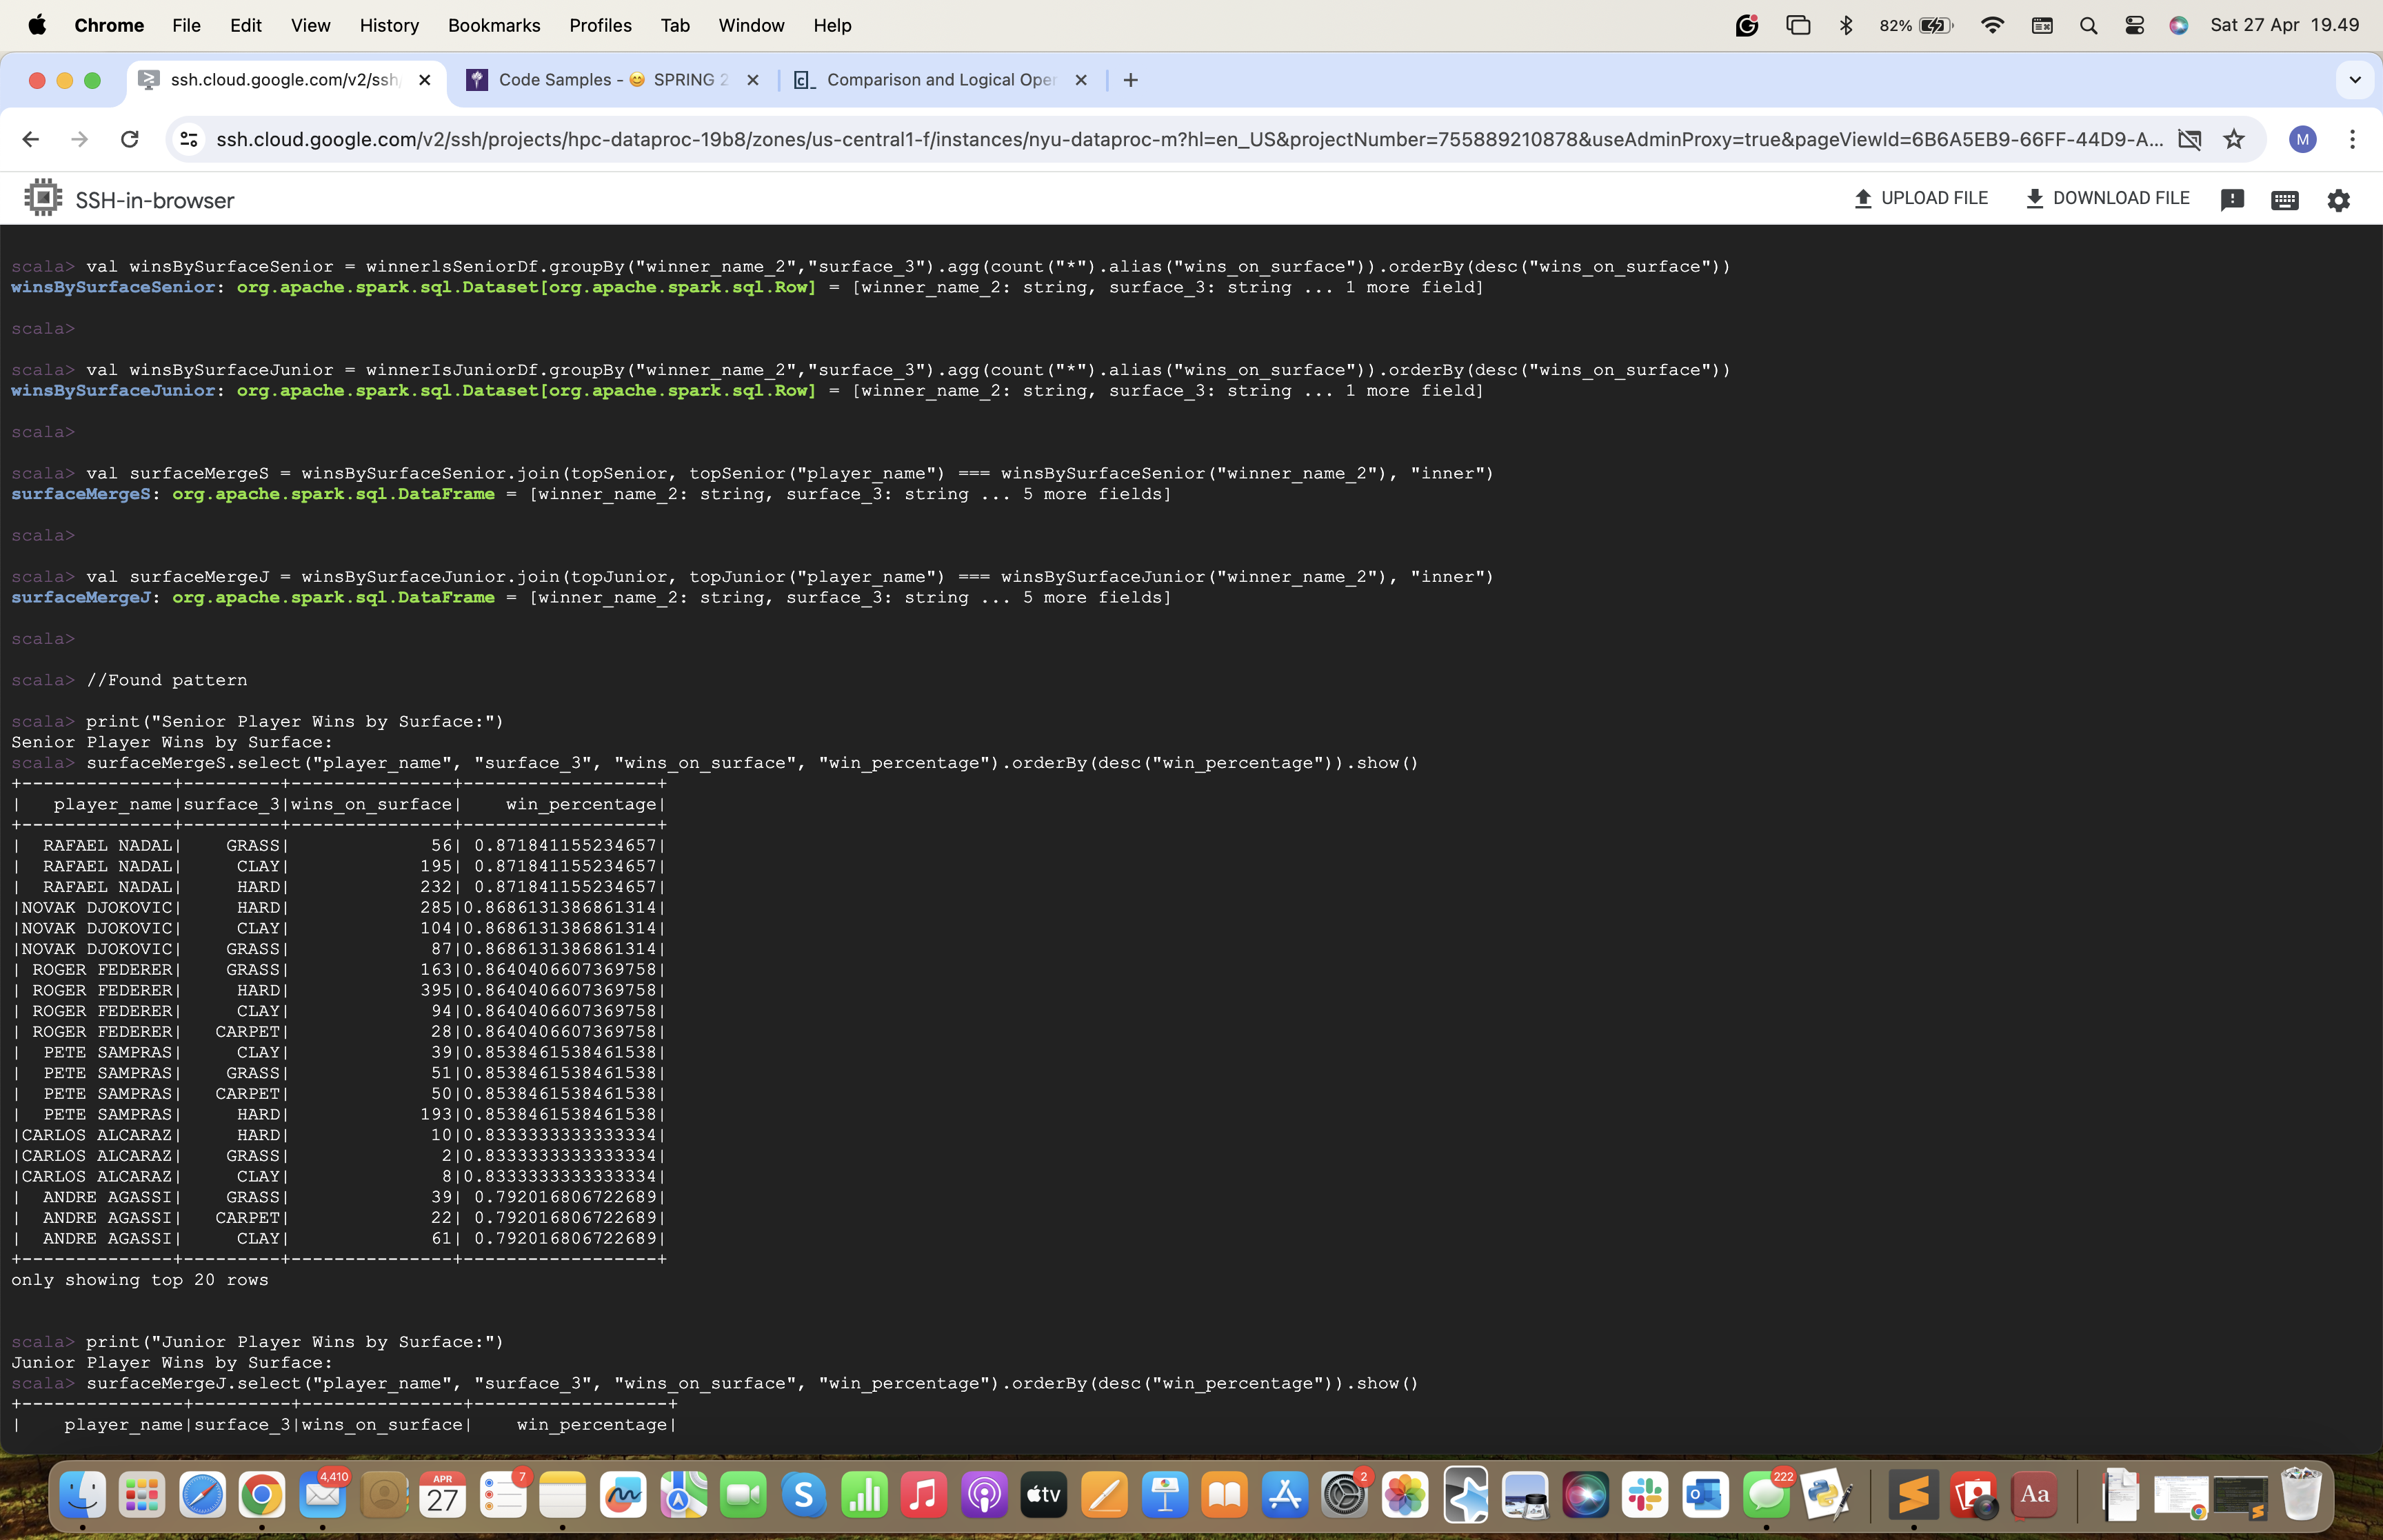 Chrome File Edit View History Bookmarks Profiles Tab Window Help 82% Sat 27 Apr 19.49
ssh.cloud.google.com/v2/ssh Code Samples - 😊 SPRING 2 Comparison and Logical Oper
ssh.cloud.google.com/v2/ssh/projects/hpc-dataproc-19b8/zones/us-central1-f/instances/nyu-dataproc-m?hl=en_US&projectNumber=755889210878&useAdminProxy=true&pageViewId=6B6A5EB9-66FF-44D9-A... M
SSH-in-browser UPLOAD FILE DOWNLOAD FILE
scala> val winsBySurfaceSenior = winnerlsSeniorDf.groupBy("winner_name_2","surface_3").agg(count("*").alias("wins_on_surface")).orderBy(desc("wins_on_surface"))
winsBySurfaceSenior: org.apache.spark.sql.Dataset[org.apache.spark.sql.Row] = [winner_name_2: string, surface_3: string ... 1 more field]
scala>
scala> val winsBySurfaceJunior = winnerIsJuniorDf.groupBy("winner_name_2","surface_3").agg(count("*").alias("wins_on_surface")).orderBy(desc("wins_on_surface"))
winsBySurfaceJunior: org.apache.spark.sql.Dataset[org.apache.spark.sql.Row] = [winner_name_2: string, surface_3: string ... 1 more field]
scala>
scala> val surfaceMergeS = winsBySurfaceSenior.join(topSenior, topSenior("player_name") === winsBySurfaceSenior("winner_name_2"), "inner")
surfaceMergeS: org.apache.spark.sql.DataFrame = [winner_name_2: string, surface_3: string ... 5 more fields]
scala>
scala> val surfaceMergeJ = winsBySurfaceJunior.join(topJunior, topJunior("player_name") === winsBySurfaceJunior("winner_name_2"), "inner")
surfaceMergeJ: org.apache.spark.sql.DataFrame = [winner_name_2: string, surface_3: string ... 5 more fields]
scala>
scala> //Found pattern
scala> print("Senior Player Wins by Surface:")
Senior Player Wins by Surface:
scala> surfaceMergeS.select("player_name", "surface_3", "wins_on_surface", "win_percentage").orderBy(desc("win_percentage")).show()
+--------------+---------+---------------+------------------+
|   player_name|surface_3|wins_on_surface|    win_percentage|
+--------------+---------+---------------+------------------+
|  RAFAEL NADAL|    GRASS|             56| 0.871841155234657|
|  RAFAEL NADAL|     CLAY|            195| 0.871841155234657|
|  RAFAEL NADAL|     HARD|            232| 0.871841155234657|
|NOVAK DJOKOVIC|     HARD|            285|0.8686131386861314|
|NOVAK DJOKOVIC|     CLAY|            104|0.8686131386861314|
|NOVAK DJOKOVIC|    GRASS|             87|0.8686131386861314|
| ROGER FEDERER|    GRASS|            163|0.8640406607369758|
| ROGER FEDERER|     HARD|            395|0.8640406607369758|
| ROGER FEDERER|     CLAY|             94|0.8640406607369758|
| ROGER FEDERER|   CARPET|             28|0.8640406607369758|
|  PETE SAMPRAS|     CLAY|             39|0.8538461538461538|
|  PETE SAMPRAS|    GRASS|             51|0.8538461538461538|
|  PETE SAMPRAS|   CARPET|             50|0.8538461538461538|
|  PETE SAMPRAS|     HARD|            193|0.8538461538461538|
|CARLOS ALCARAZ|     HARD|             10|0.8333333333333334|
|CARLOS ALCARAZ|    GRASS|              2|0.8333333333333334|
|CARLOS ALCARAZ|     CLAY|              8|0.8333333333333334|
|  ANDRE AGASSI|    GRASS|             39| 0.792016806722689|
|  ANDRE AGASSI|   CARPET|             22| 0.792016806722689|
|  ANDRE AGASSI|     CLAY|             61| 0.792016806722689|
+--------------+---------+---------------+------------------+
only showing top 20 rows
scala> print("Junior Player Wins by Surface:")
Junior Player Wins by Surface:
scala> surfaceMergeJ.select("player_name", "surface_3", "wins_on_surface", "win_percentage").orderBy(desc("win_percentage")).show()
+---------------+---------+---------------+------------------+
|    player_name|surface_3|wins_on_surface|    win_percentage|
4,410 APR 27 7 tv 2 222 Aa